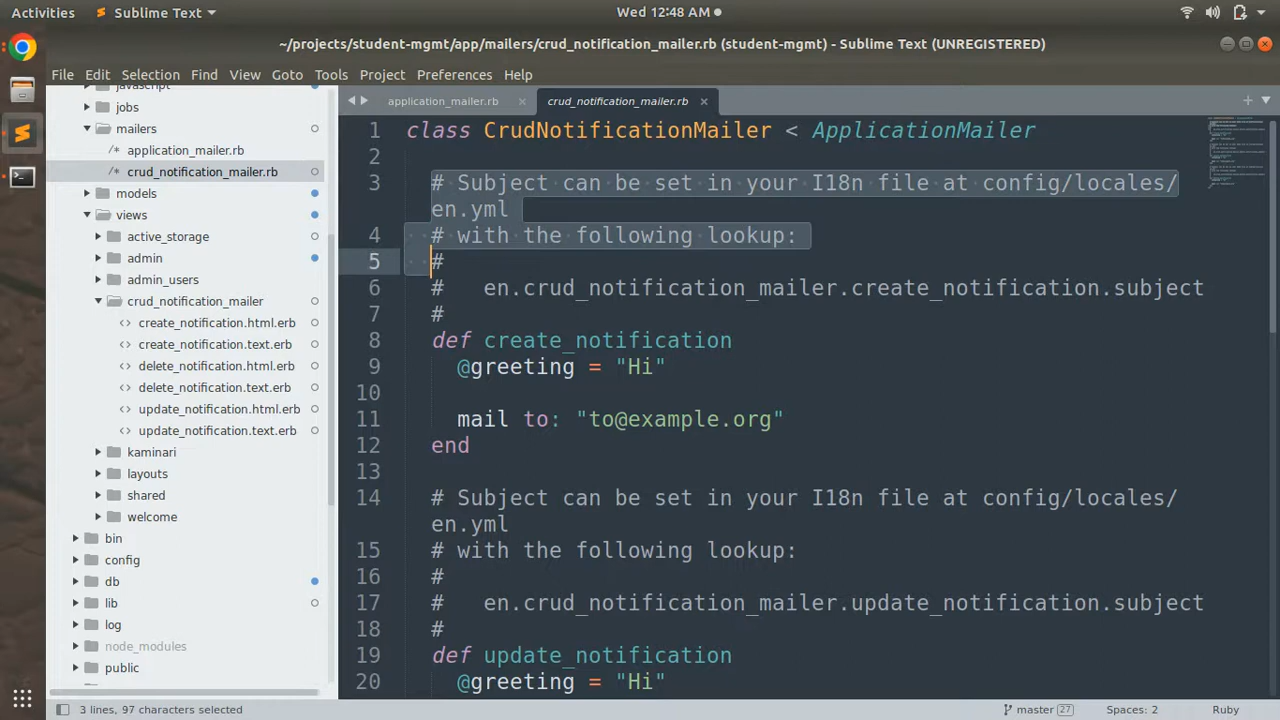 Activities Sublime Text Wed 12:48 AM
~/projects/student-mgmt/app/mailers/crud_notification_mailer.rb (student-mgmt) - Sublime Text (UNREGISTERED)
File Edit Selection Find View Goto Tools Project Preferences Help
javascript
jobs
mailers
/* application_mailer.rb
/* crud_notification_mailer.rb
models
views
active_storage
admin
admin_users
crud_notification_mailer
<> create_notification.html.erb
<> create_notification.text.erb
<> delete_notification.html.erb
<> delete_notification.text.erb
<> update_notification.html.erb
<> update_notification.text.erb
kaminari
layouts
shared
welcome
bin
config
db
lib
log
node_modules
public
application_mailer.rb × crud_notification_mailer.rb × +
1 class CrudNotificationMailer < ApplicationMailer
2
3 # Subject can be set in your I18n file at config/locales/
en.yml
4 # with the following lookup:
5 #
6 # en.crud_notification_mailer.create_notification.subject
7 #
8 def create_notification
9 @greeting = "Hi"
10
11 mail to: "to@example.org"
12 end
13
14 # Subject can be set in your I18n file at config/locales/
en.yml
15 # with the following lookup:
16 #
17 # en.crud_notification_mailer.update_notification.subject
18 #
19 def update_notification
20 @greeting = "Hi"
3 lines, 97 characters selected master 27 Spaces: 2 Ruby